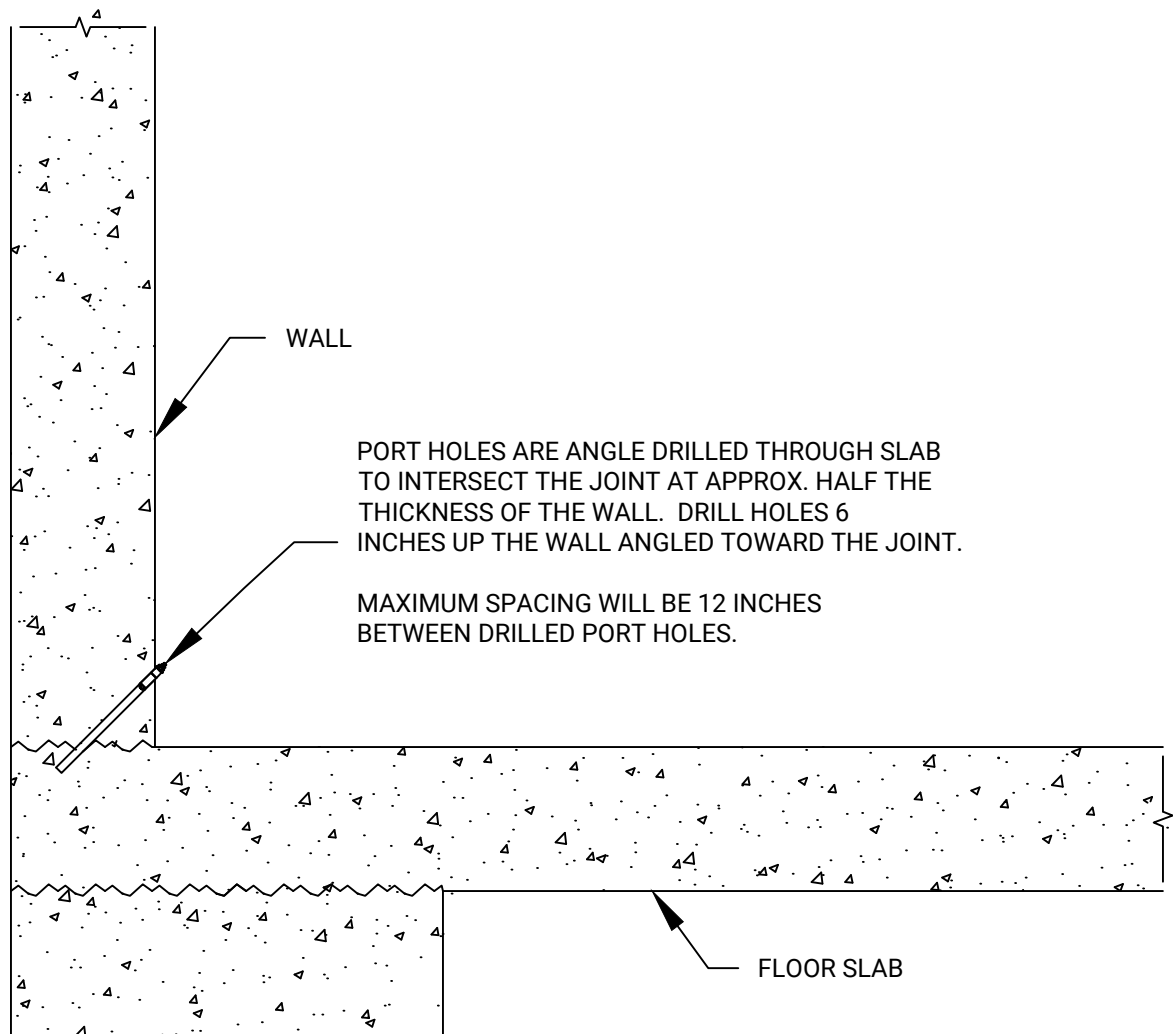 WALL
PORT HOLES ARE ANGLE DRILLED THROUGH SLAB
TO INTERSECT THE JOINT AT APPROX. HALF THE
THICKNESS OF THE WALL.  DRILL HOLES 6
INCHES UP THE WALL ANGLED TOWARD THE JOINT.
MAXIMUM SPACING WILL BE 12 INCHES
BETWEEN DRILLED PORT HOLES.
FLOOR SLAB